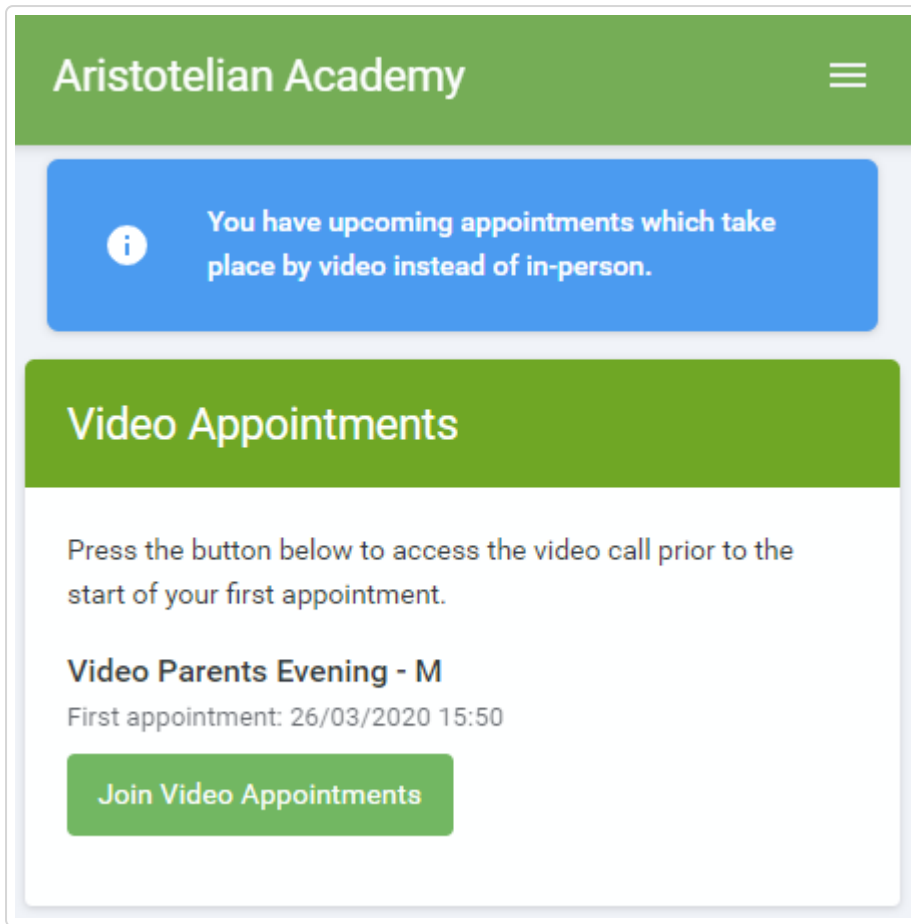 Aristotelian Academy
You have upcoming appointments which take
place by video instead of in-person.
Video Appointments
Press the button below to access the video call prior to the
start of your first appointment.
Video Parents Evening - M
First appointment: 26/03/2020 15:50
Join Video Appointments